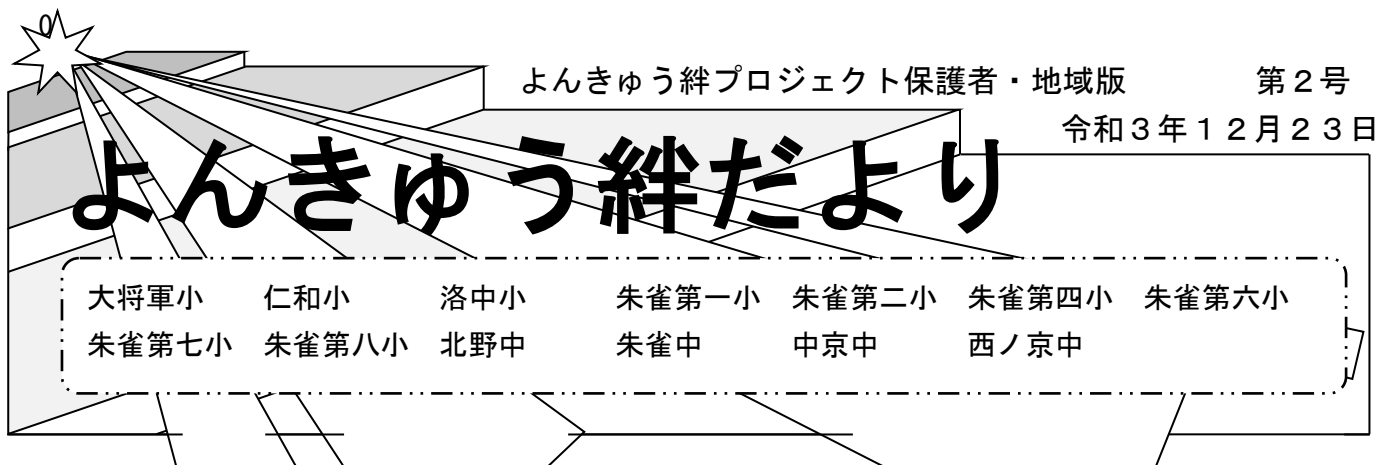 0
よんきゅう絆プロジェクト保護者・地域版 第２号
令和３年１２月２３日
よんきゅう絆だより
大将軍小 仁和小 洛中小 朱雀第一小 朱雀第二小 朱雀第四小 朱雀第六小
朱雀第七小 朱雀第八小 北野中 朱雀中 中京中 西ノ京中